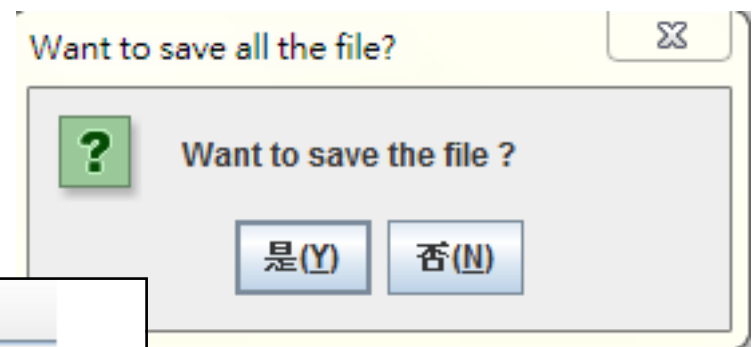 Want to save all the file?
Want to save the file ?
是(Y) 否(N)